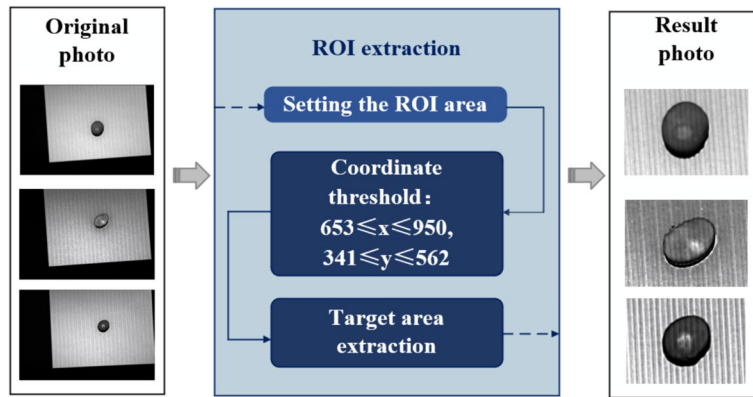 Original
photo
ROI extraction
Setting the ROI area
Coordinate
threshold：
653≤x≤950,
341≤y≤562
Target area
extraction
Result
photo